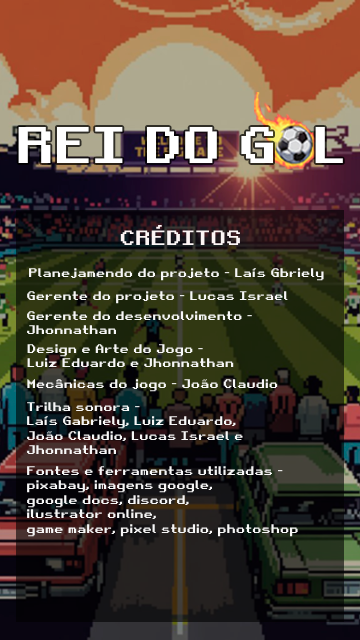 REI DO GOL
CRÉDITOS
Planejamendo do projeto - Laís Gbriely
Gerente do projeto - Lucas Israel
Gerente do desenvolvimento -
Jhonnathan
Design e Arte do Jogo -
Luiz Eduardo e Jhonnathan
Mecânicas do jogo - João Claudio
Trilha sonora -
Laís Gabriely, Luiz Eduardo,
João Claudio, Lucas Israel e
Jhonnathan
Fontes e ferramentas utilizadas -
pixabay, imagens google,
google docs, discord,
ilustrator online,
game maker, pixel studio, photoshop